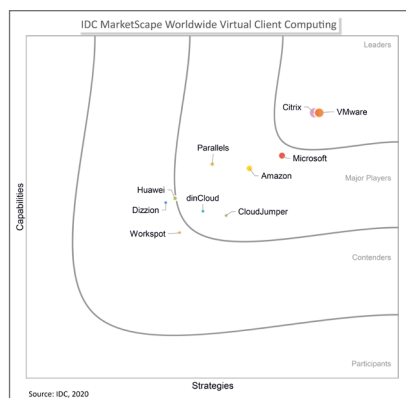 IDC MarketScape Worldwide Virtual Client Computing
Leaders
Citrix
VMware
Parallels
Microsoft
Amazon
Major Players
Huawei
dinCloud
Dizzion
CloudJumper
Workspot
Capabilities
Contenders
Participants
Strategies
Source: IDC, 2020